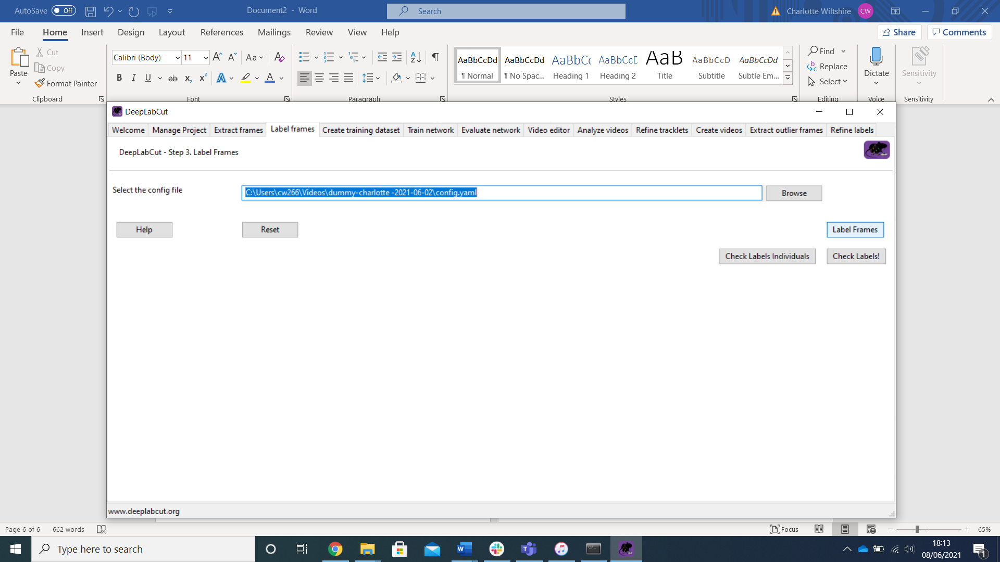 AutoSave Off Document2 - Word Search Charlotte Wiltshire CW
File Home Insert Design Layout References Mailings Review View Help Share Comments
Paste Cut Copy Format Painter Clipboard
Calibri (Body) 11 Aa Font
Paragraph
AaBbCcDd AaBbCcDd AaBbCc AaBbCcD AaB AaBbCcD AaBbCcDd
¶ Normal ¶ No Spac... Heading 1 Heading 2 Title Subtitle Subtle Em...
Styles
Find Replace Select Editing
Dictate Voice
Sensitivity Sensitivity
DeepLabCut
Welcome Manage Project Extract frames Label frames Create training dataset Train network Evaluate network Video editor Analyze videos Refine tracklets Create videos Extract outlier frames Refine labels
DeepLabCut - Step 3. Label Frames
Select the config file C:\Users\cw266\Videos\dummy-charlotte -2021-06-02\config.yaml Browse
Help Reset Label Frames
Check Labels Individuals Check Labels!
www.deeplabcut.org
Page 6 of 6 662 words Focus 65%
Type here to search 18:13
08/06/2021 1